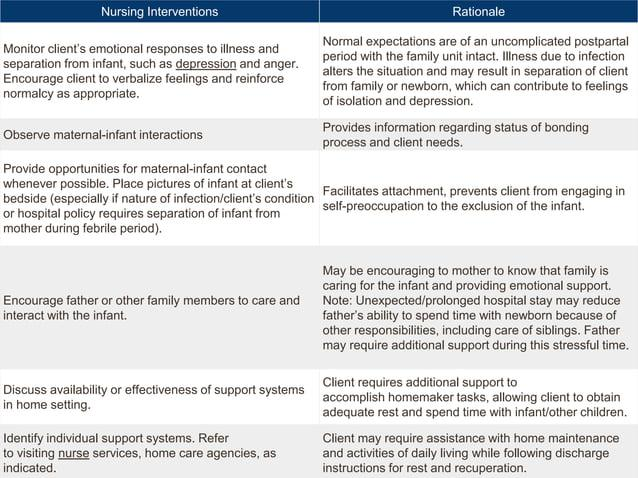 Nursing Interventions
Rationale
Monitor client's emotional responses to illness and
separation from infant, such as depression and anger.
Encourage client to verbalize feelings and reinforce
normalcy as appropriate.
Normal expectations are of an uncomplicated postpartal
period with the family unit intact. Illness due to infection
alters the situation and may result in separation of client
from family or newborn, which can contribute to feelings
of isolation and depression.
Observe maternal-infant interactions
Provides information regarding status of bonding
process and client needs.
Provide opportunities for maternal-infant contact
whenever possible. Place pictures of infant at client's
bedside (especially if nature of infection/client's condition
or hospital policy requires separation of infant from
mother during febrile period).
Facilitates attachment, prevents client from engaging in
self-preoccupation to the exclusion of the infant.
Encourage father or other family members to care and
interact with the infant.
May be encouraging to mother to know that family is
caring for the infant and providing emotional support.
Note: Unexpected/prolonged hospital stay may reduce
father's ability to spend time with newborn because of
other responsibilities, including care of siblings. Father
may require additional support during this stressful time.
Discuss availability or effectiveness of support systems
in home setting.
Client requires additional support to
accomplish homemaker tasks, allowing client to obtain
adequate rest and spend time with infant/other children.
Identify individual support systems. Refer
to visiting nurse services, home care agencies, as
indicated.
Client may require assistance with home maintenance
and activities of daily living while following discharge
instructions for rest and recuperation.